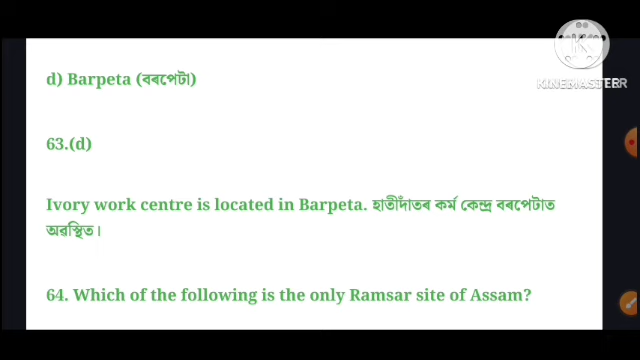 d) Barpeta (বৰপেটা)
KINEMASTER
63.(d)
Ivory work centre is located in Barpeta. হাতীদাঁতৰ কৰ্ম কেন্দ্ৰ বৰপেটাত
অৱস্থিত।
64. Which of the following is the only Ramsar site of Assam?